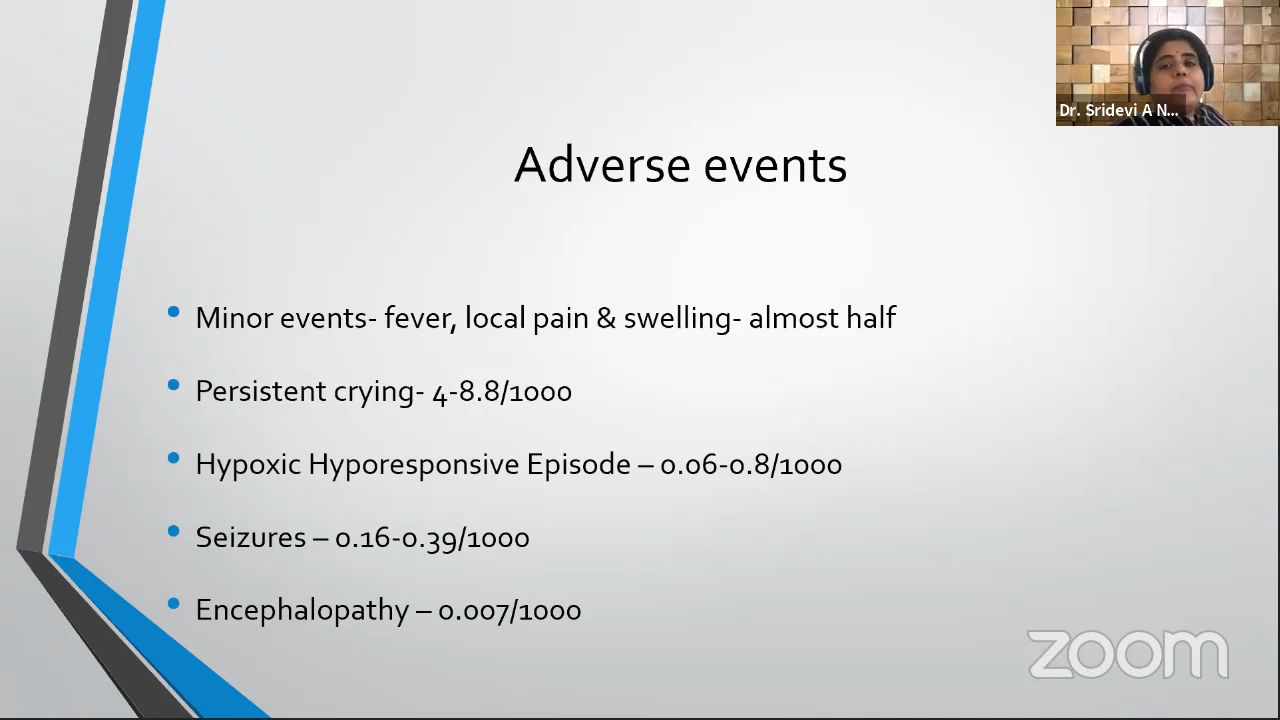 Dr. Sridevi A N...
Adverse events
Minor events- fever, local pain & swelling- almost half
Persistent crying- 4-8.8/1000
Hypoxic Hyporesponsive Episode – 0.06-0.8/1000
Seizures – 0.16-0.39/1000
Encephalopathy – 0.007/1000
zoom